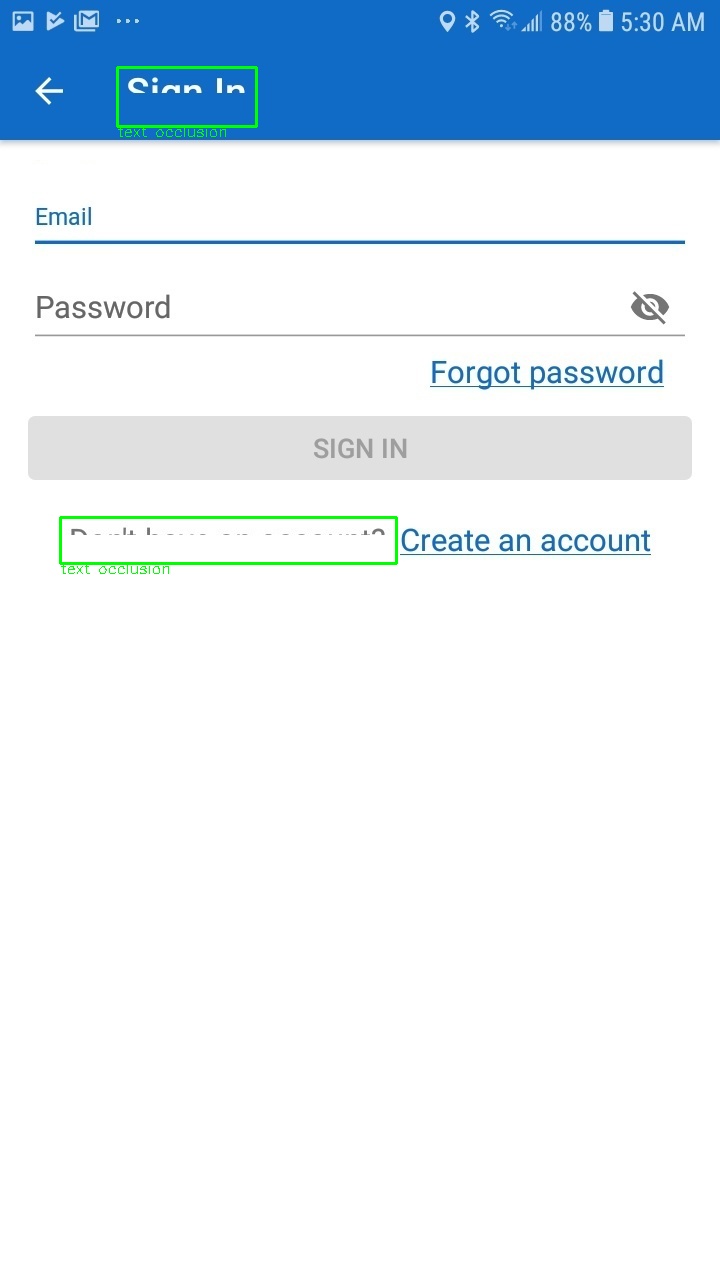 88% 5:30 AM
Sign In
text occlusion
Email
Password
Forgot password
SIGN IN
Don't have an account? Create an account
text occlusion